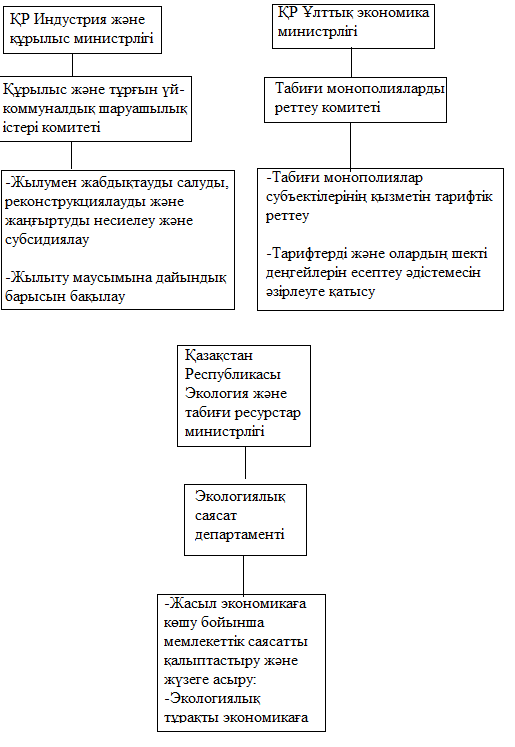 ҚР Индустрия және
құрылыс министрлігі
Құрылыс және тұрғын үй-
коммуналдық шаруашылық
істері комитеті
-Жылумен жабдықтауды салуды,
реконструкциялауды және
жаңғыртуды несиелеу және
субсидиялау
-Жылыту маусымына дайындық
барысын бақылау
ҚР Ұлттық экономика
министрлігі
Табиғи монополияларды
реттеу комитеті
-Табиғи монополиялар
субъектілерінің қызметін тарифтік
реттеу
-Тарифтерді және олардың шекті
деңгейлерін есептеу әдістемесін
әзірлеуге қатысу
Қазақстан
Республикасы
Экология және
табиғи ресурстар
министрлігі
Экологиялық
саясат
департаменті
-Жасыл экономикаға
көшу бойынша
мемлекеттік саясатты
қалыптастыру және
жүзеге асыру:
-Экологиялық
тұрақты экономикаға